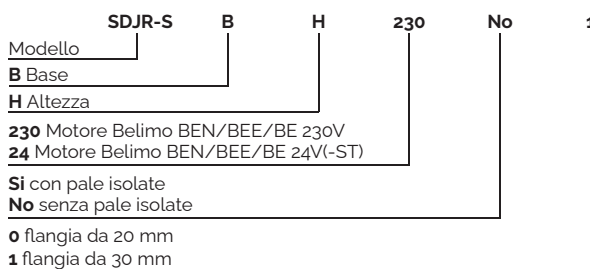 SDJR-S B H 230 No 1
Modello
B Base
H Altezza
230 Motore Belimo BEN/BEE/BE 230V
24 Motore Belimo BEN/BEE/BE 24V(-ST)
Si con pale isolate
No senza pale isolate
0 flangia da 20 mm
1 flangia da 30 mm